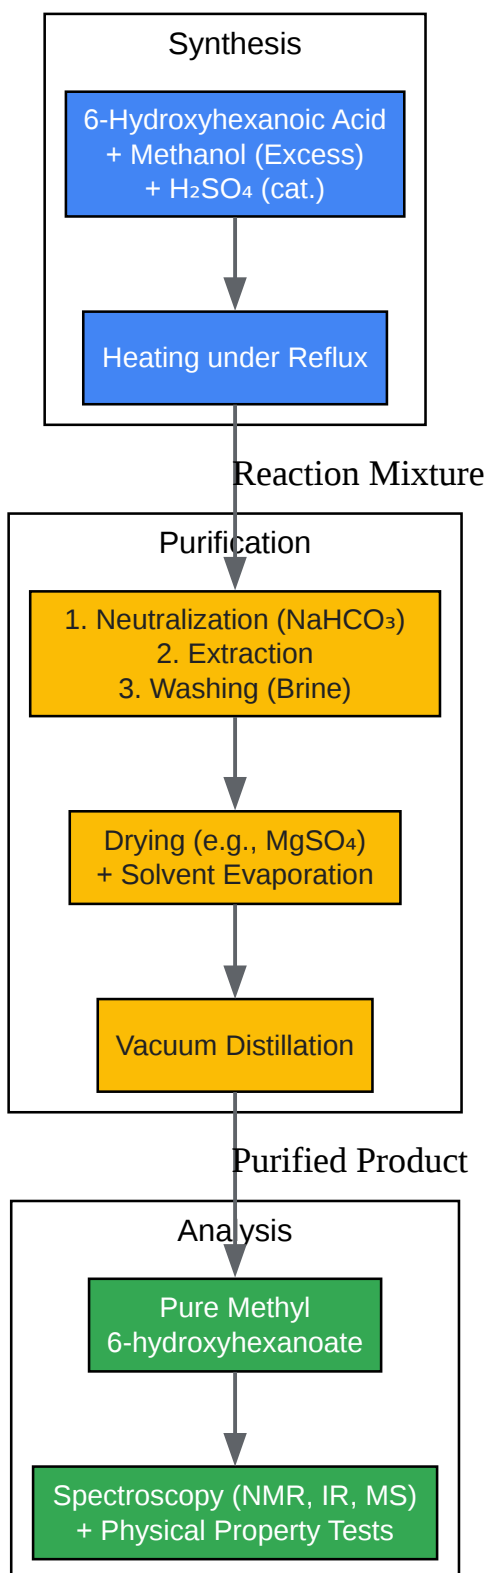 Synthesis
6-Hydroxyhexanoic Acid
+ Methanol (Excess)
+ H₂SO₄ (cat.)
Heating under Reflux
Reaction Mixture
Purification
1. Neutralization (NaHCO₃)
2. Extraction
3. Washing (Brine)
Drying (e.g., MgSO₄)
+ Solvent Evaporation
Vacuum Distillation
Purified Product
Analysis
Pure Methyl
6-hydroxyhexanoate
Spectroscopy (NMR, IR, MS)
+ Physical Property Tests